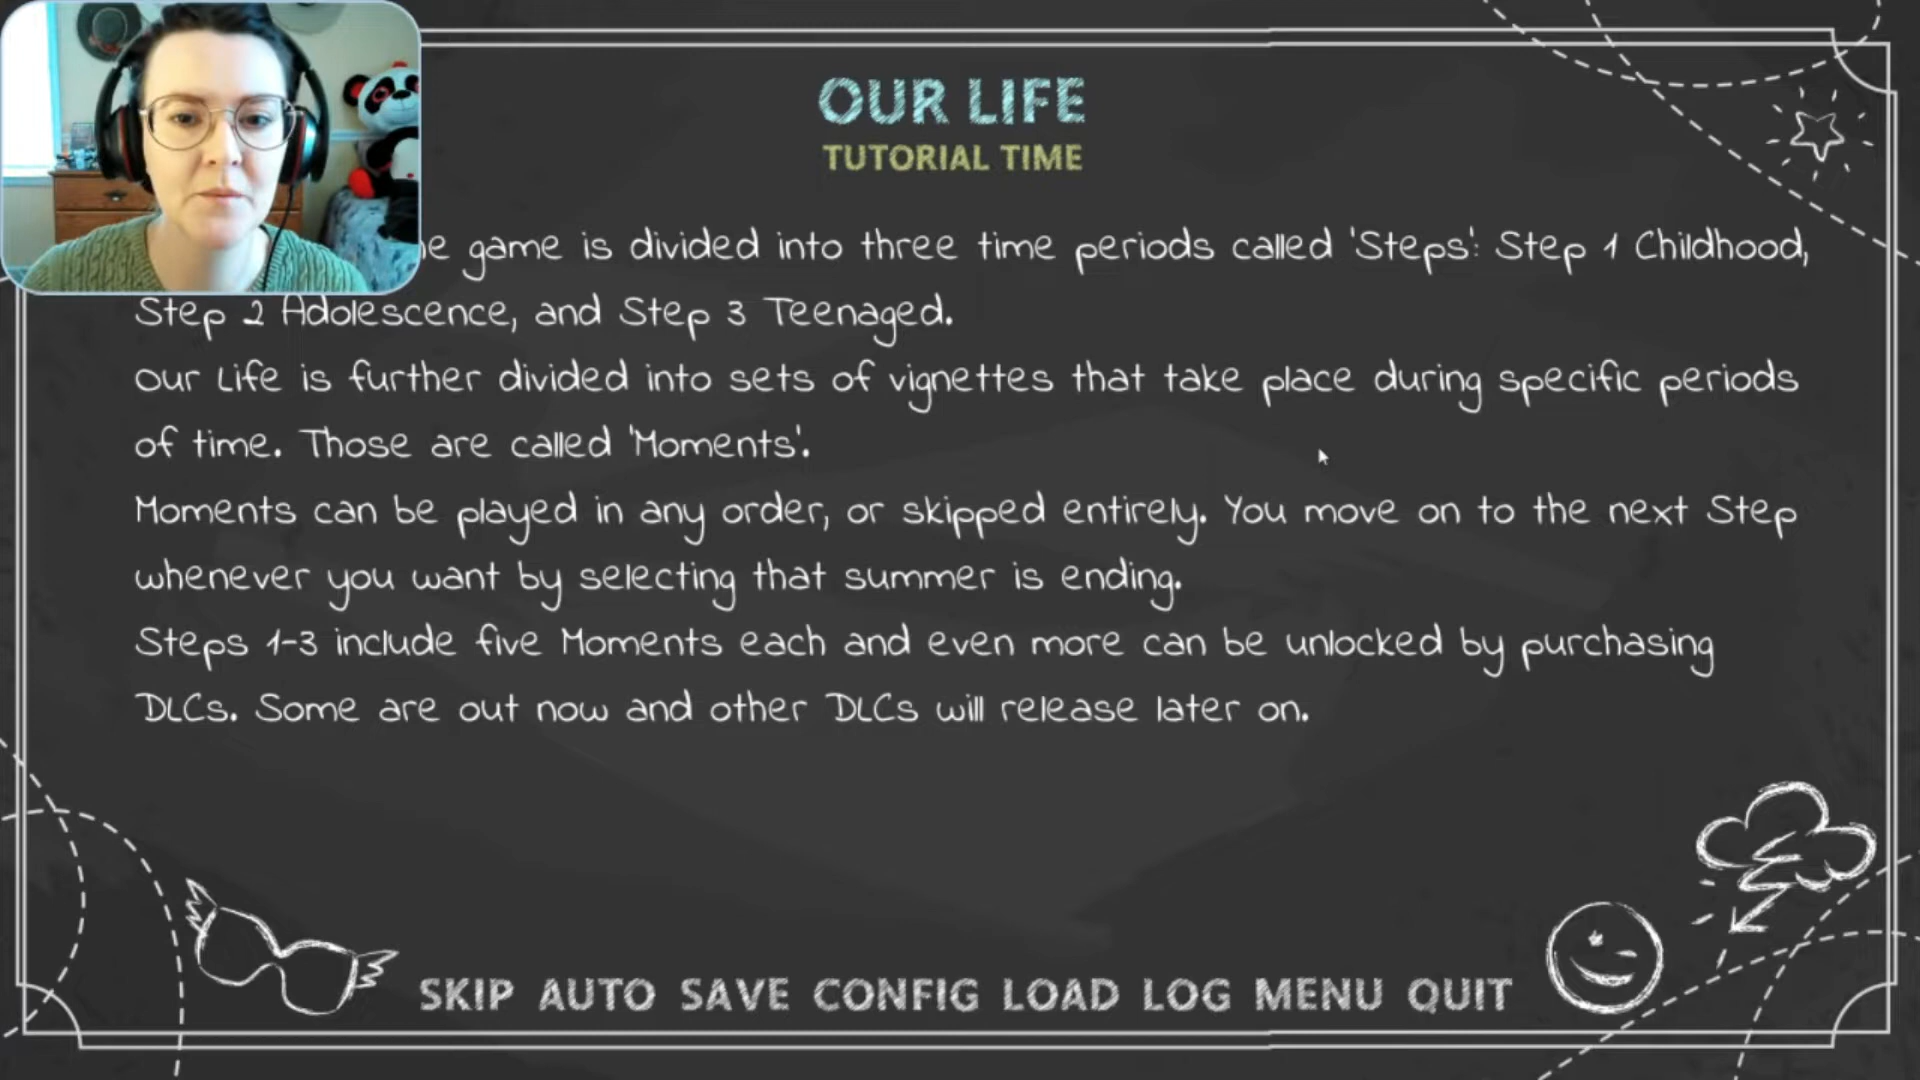 OUR LIFE
TUTORIAL TIME
game is divided into three time periods called 'Steps': Step 1 Childhood,
Step 2 Adolescence, and Step 3 Teenaged.
Our Life is further divided into sets of vignettes that take place during specific periods
of time. Those are called 'Moments'.
Moments can be played in any order, or skipped entirely. You move on to the next Step
whenever you want by selecting that summer is ending.
Steps 1-3 include five Moments each and even more can be unlocked by purchasing
DLCs. Some are out now and other DLCs will release later on.
SKIP AUTO SAVE CONFIG LOAD LOG MENU QUIT